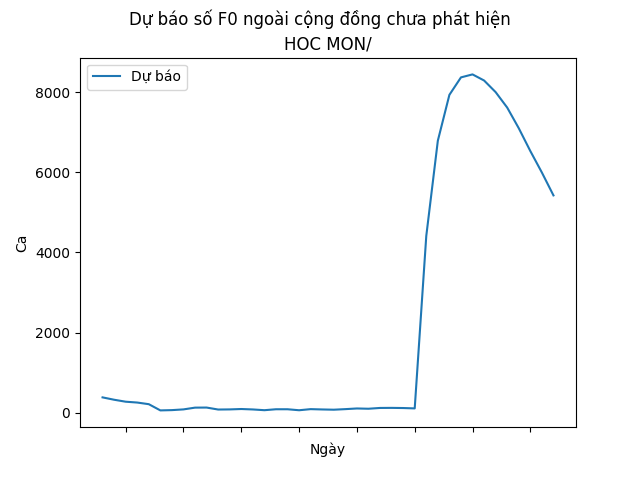 Dự báo số F0 ngoài cộng đồng chưa phát hiện
HOC MON/
Dự báo
8000
6000
4000
2000
0
Ca
Ngày